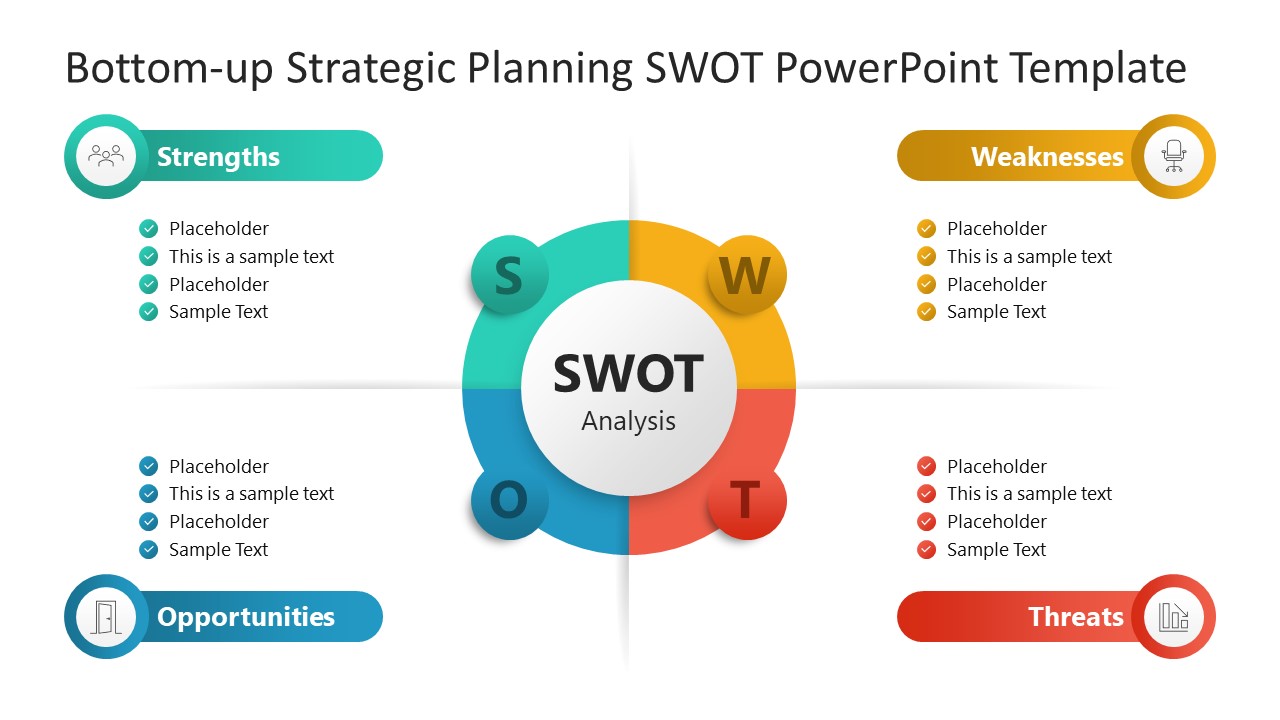 Bottom-up Strategic Planning SWOT PowerPoint Template
Strengths
Placeholder
This is a sample text
Placeholder
Sample Text
Weaknesses
Placeholder
This is a sample text
Placeholder
Sample Text
S
W
SWOT
Analysis
O
T
Placeholder
This is a sample text
Placeholder
Sample Text
Opportunities
Placeholder
This is a sample text
Placeholder
Sample Text
Threats